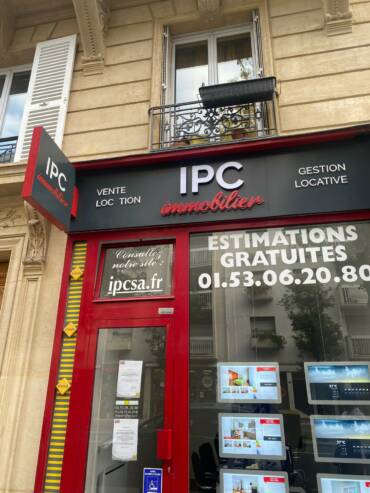 IPC
immobilier
VENTE
LOC TION
IPC
immobilier
GESTION
LOCATIVE
Consultez
notre site :
ipcsa.fr
ESTIMATIONS
GRATUITES
01.53.06.20.80
IPC